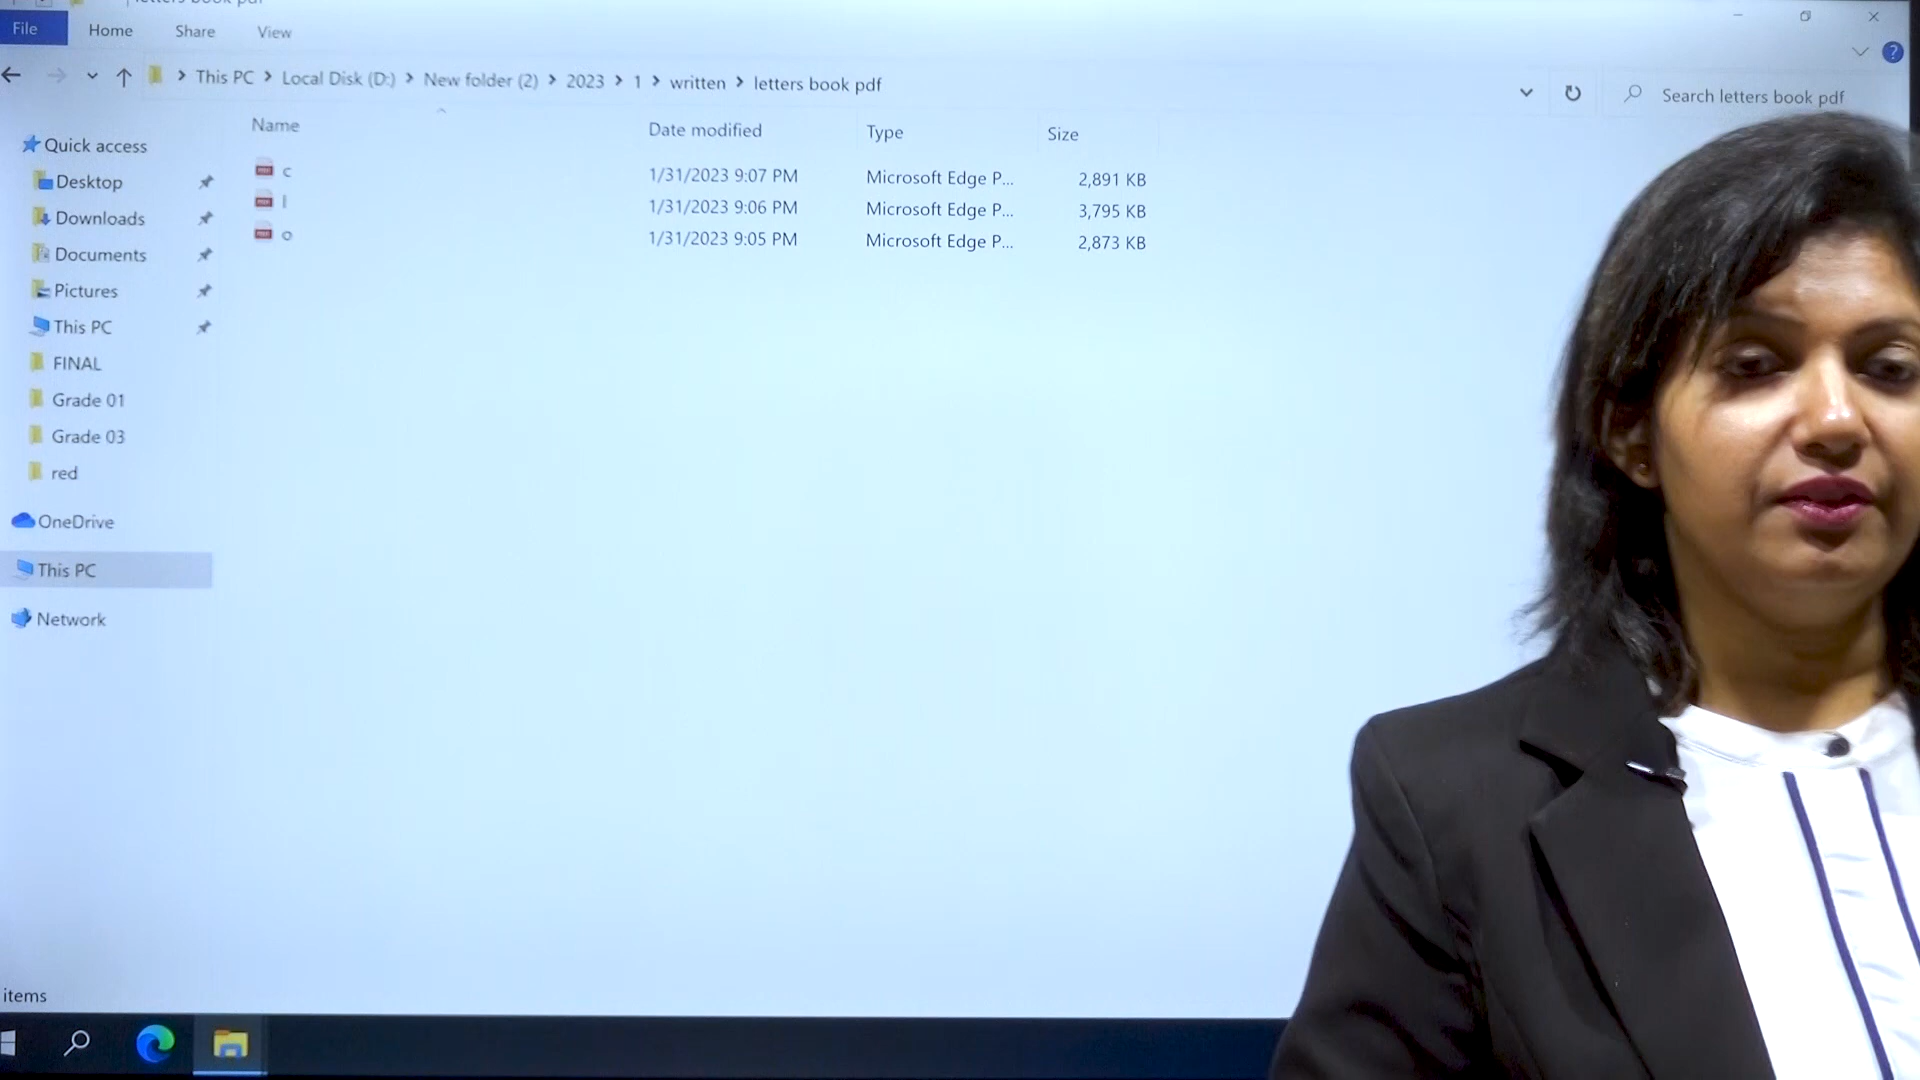 letters book pdf
File Home Share View
This PC > Local Disk (D:) > New folder (2) > 2023 > 1 > written > letters book pdf
Search letters book pdf
Name Date modified Type Size
c 1/31/2023 9:07 PM Microsoft Edge P... 2,891 KB
l 1/31/2023 9:06 PM Microsoft Edge P... 3,795 KB
o 1/31/2023 9:05 PM Microsoft Edge P... 2,873 KB
Quick access
Desktop
Downloads
Documents
Pictures
This PC
FINAL
Grade 01
Grade 03
red
OneDrive
This PC
Network
items